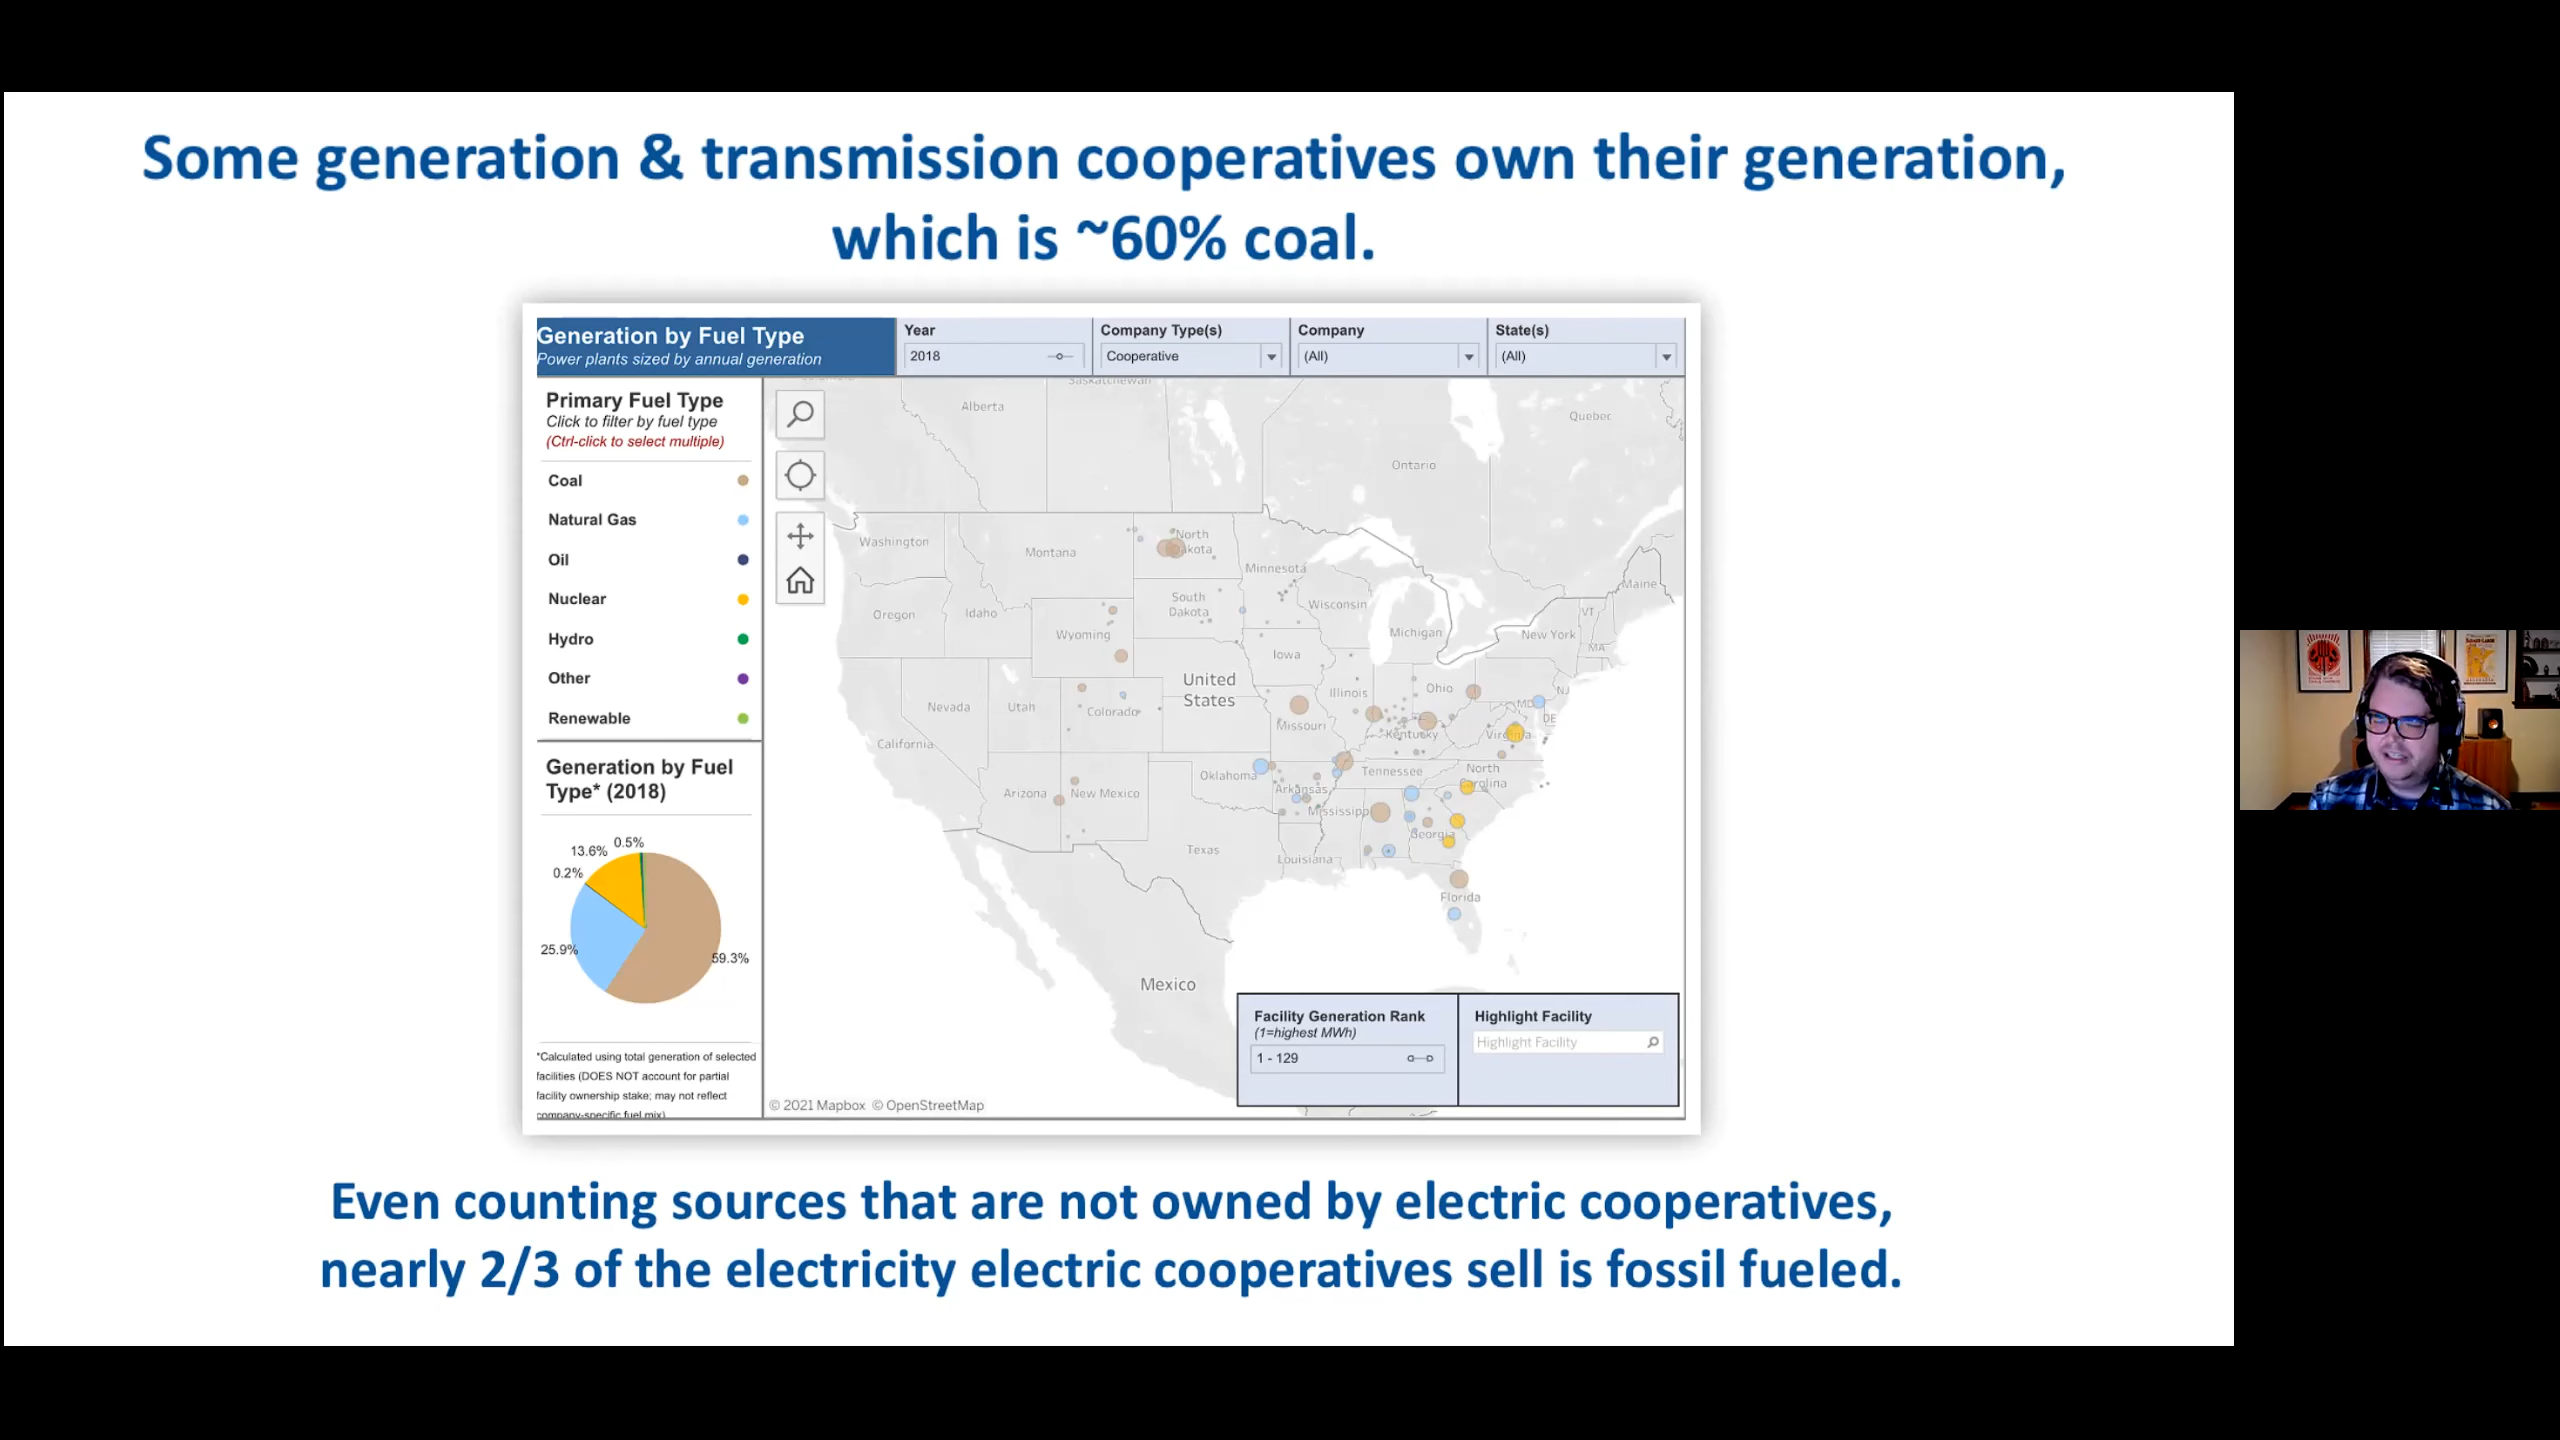 Some generation & transmission cooperatives own their generation,
which is ~60% coal.
Generation by Fuel Type
Power plants sized by annual generation
Year
2018
Company Type(s)
Cooperative
Company
(All)
State(s)
(All)
Primary Fuel Type
Click to filter by fuel type
(Ctrl-click to select multiple)
Coal
Natural Gas
Oil
Nuclear
Hydro
Other
Renewable
Generation by Fuel
Type* (2018)
0.5%
13.6%
0.2%
25.9%
59.3%
*Calculated using total generation of selected
facilities (DOES NOT account for partial
facility ownership stake; may not reflect
company-specific fuel mix)
Saskatchewan
Alberta
Quebec
Ontario
Washington
Montana
North
Dakota
Minnesota
Maine
Oregon
Idaho
South
Dakota
Wisconsin
VT
Wyoming
Michigan
New York
MA
Iowa
United
States
Illinois
Ohio
NJ
Nevada
Utah
Colorado
MD
DE
Missouri
Kentucky
Virginia
California
Oklahoma
Tennessee
North
Carolina
Arizona
New Mexico
Arkansas
Mississippi
Georgia
Texas
Louisiana
Florida
Mexico
Facility Generation Rank
(1=highest MWh)
1 - 129
Highlight Facility
Highlight Facility
© 2021 Mapbox © OpenStreetMap
Even counting sources that are not owned by electric cooperatives,
nearly 2/3 of the electricity electric cooperatives sell is fossil fueled.